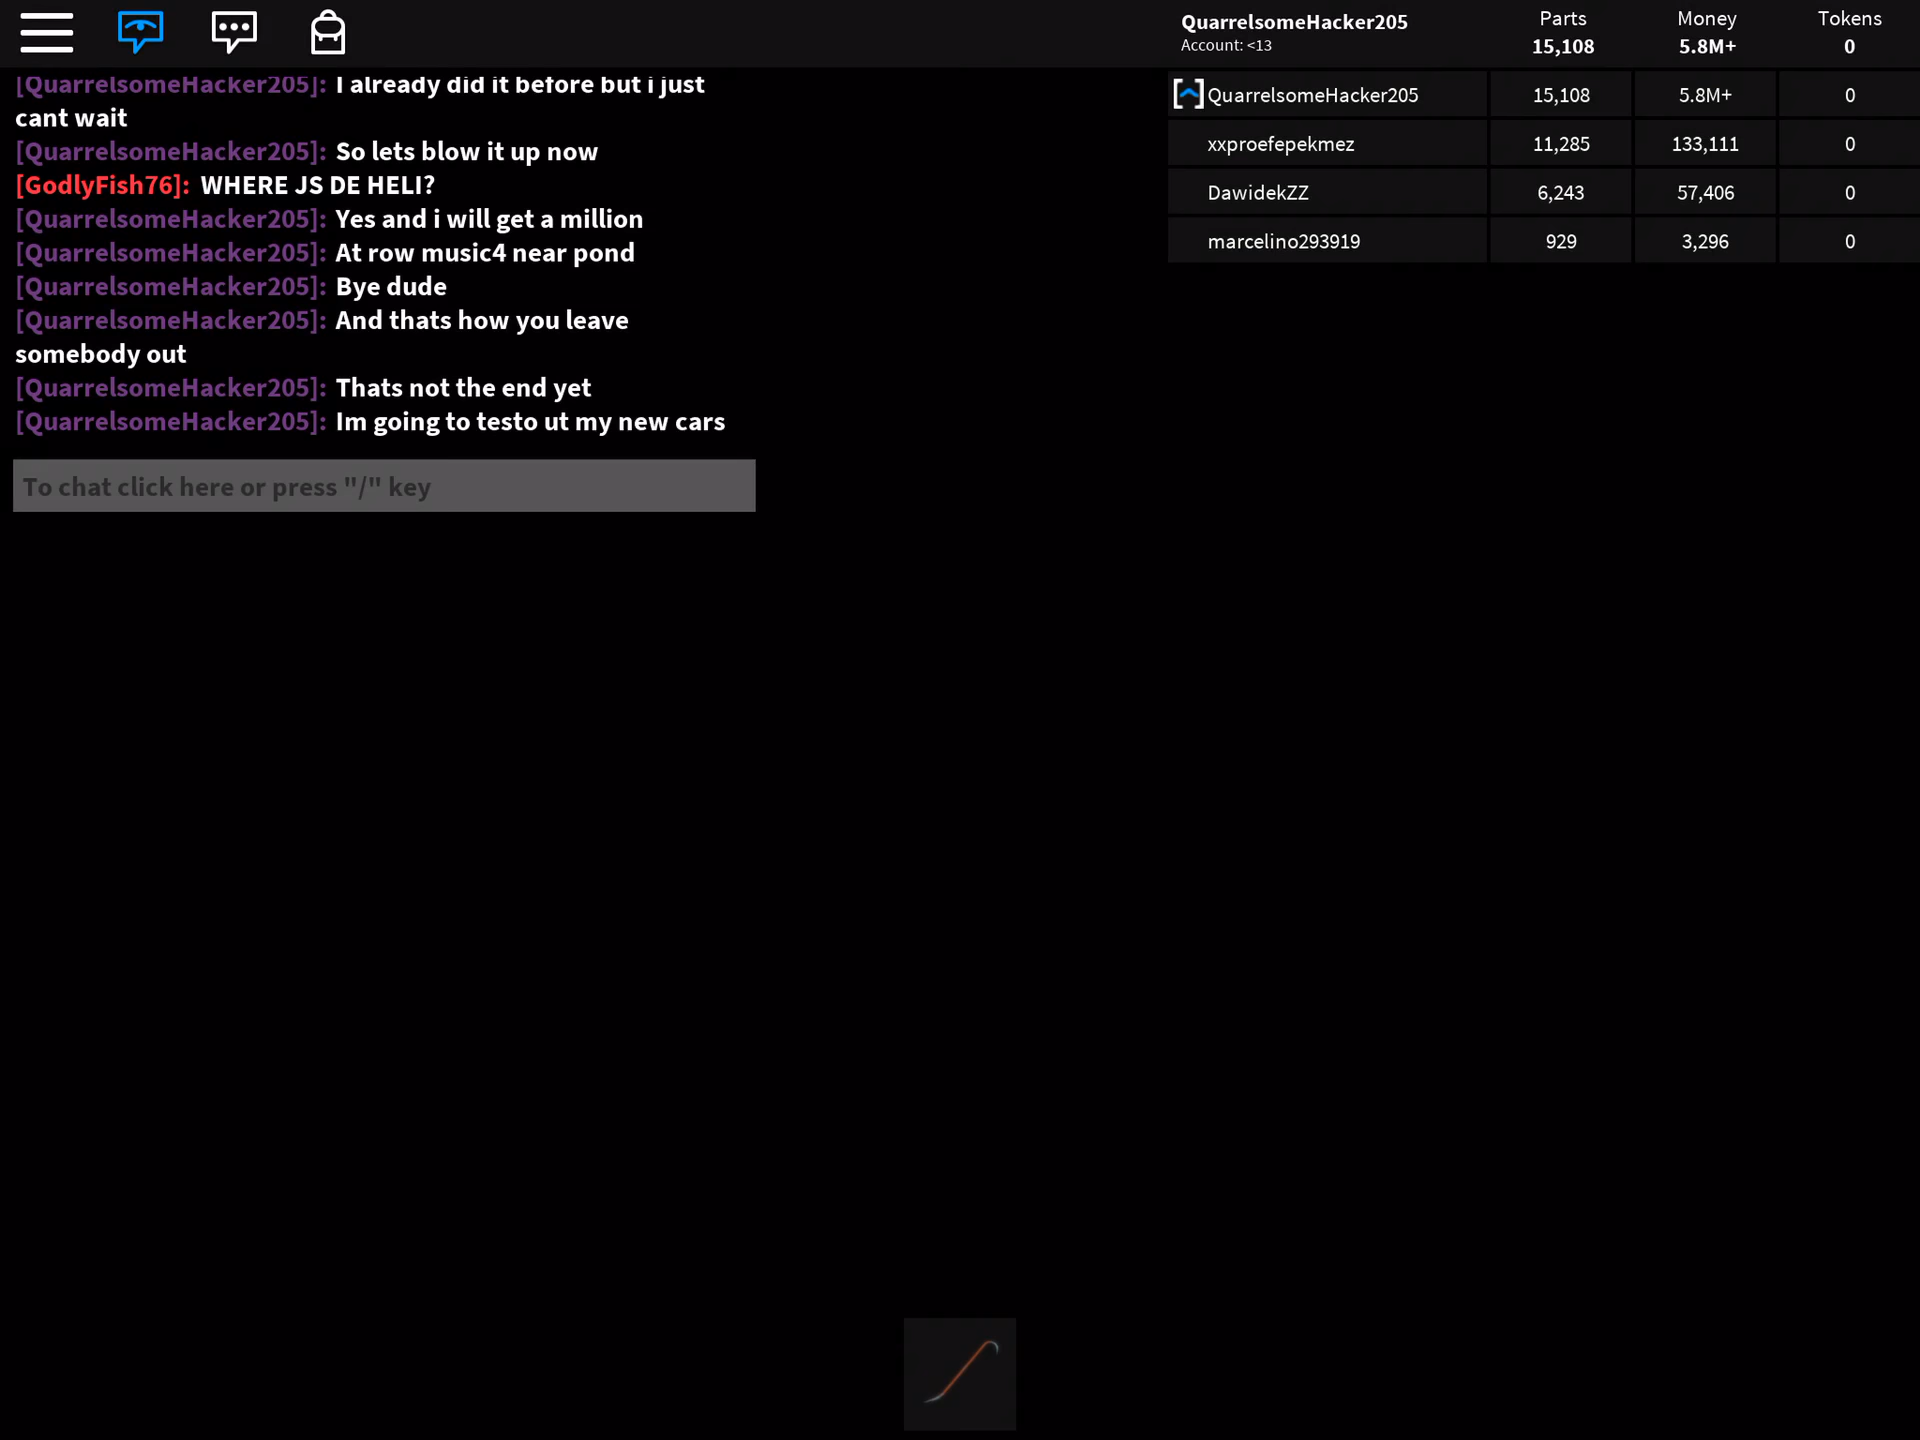 QuarrelsomeHacker205
Account: <13
Parts
15,108
Money
5.8M+
Tokens
0
[QuarrelsomeHacker205]: I already did it before but i just
cant wait
[QuarrelsomeHacker205]: So lets blow it up now
[GodlyFish76]: WHERE JS DE HELI?
[QuarrelsomeHacker205]: Yes and i will get a million
[QuarrelsomeHacker205]: At row music4 near pond
[QuarrelsomeHacker205]: Bye dude
[QuarrelsomeHacker205]: And thats how you leave
somebody out
[QuarrelsomeHacker205]: Thats not the end yet
[QuarrelsomeHacker205]: Im going to testo ut my new cars
To chat click here or press "/" key
QuarrelsomeHacker205 15,108 5.8M+ 0
xxproefepekmez 11,285 133,111 0
DawidekZZ 6,243 57,406 0
marcelino293919 929 3,296 0